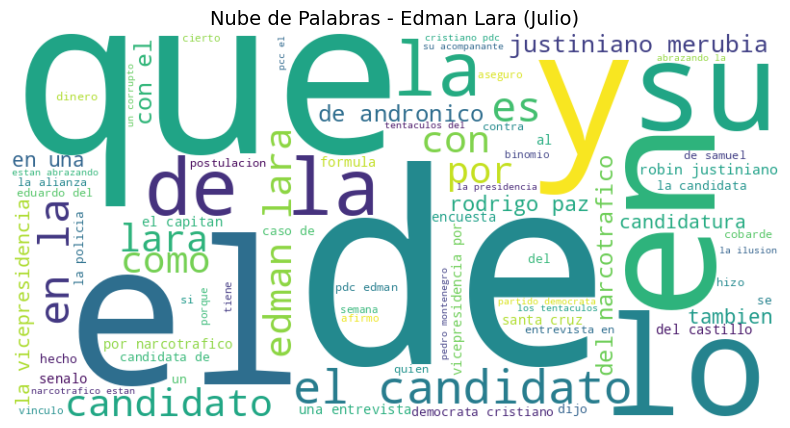 Nube de Palabras - Edman Lara (Julio)
que
y
su
la
cierto
cristiano pdc
su acompanante
justiniano merubia
pcc el
abrazando la
con el
un corrupto
dinero
aseguro
es
de andronico
tentaculos del
contra
con
al
en una
estan abrazando
la alianza
eduardo del
postulacion
formula
por
binomio
de samuel
robin justiniano
la candidata
de la
la presidencia
en
la vicepresidencia
en la
la policia
el capitan
edman lara
caso de
encuesta
rodrigo paz
del narcotrafico
candidatura
cobarde
lara
como
el
de
lo
la ilusion
tambien
del castillo
si
porque
tiene
pdc edman
semana
afirmo
del
pedro montenegro
vicepresidencia por
partido democrata
los tentaculos
santa cruz
entrevista en
hizo
se
hecho
por narcotrafico
candidata de
senalo
un
narcotrafico estan
vinculo
candidato
quien
el candidato
una entrevista
democrata cristiano
dijo